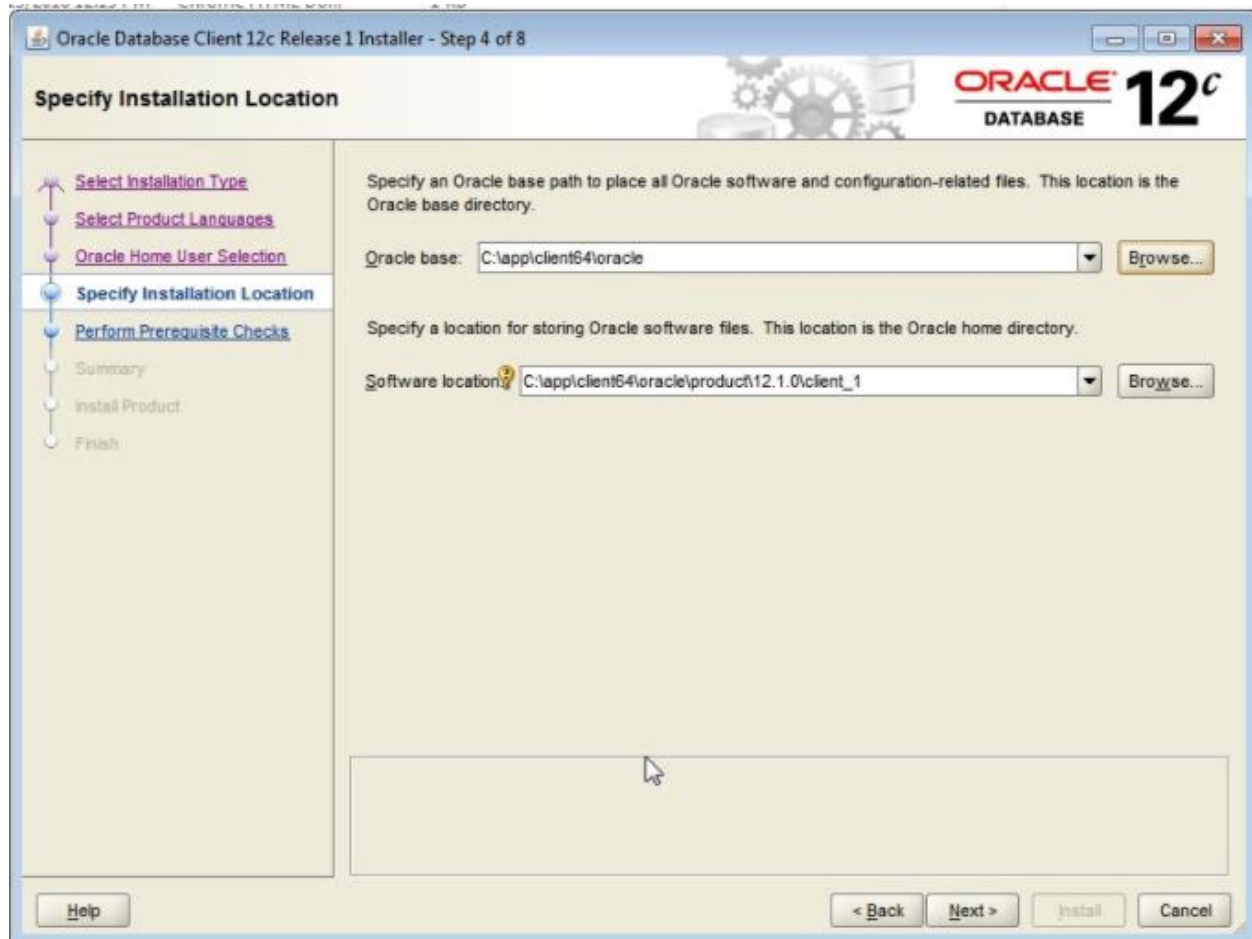 Oracle Database Client 12c Release 1 Installer - Step 4 of 8
Specify Installation Location
ORACLE
DATABASE
12c
Select Installation Type
Select Product Languages
Oracle Home User Selection
Specify Installation Location
Perform Prerequisite Checks
Summary
Install Product
Finish
Specify an Oracle base path to place all Oracle software and configuration-related files. This location is the
Oracle base directory.
Oracle base: C:\app\client64\oracle Browse...
Specify a location for storing Oracle software files. This location is the Oracle home directory.
Software location: C:\app\client64\oracle\product\12.1.0\client_1 Browse...
Help < Back Next > Install Cancel